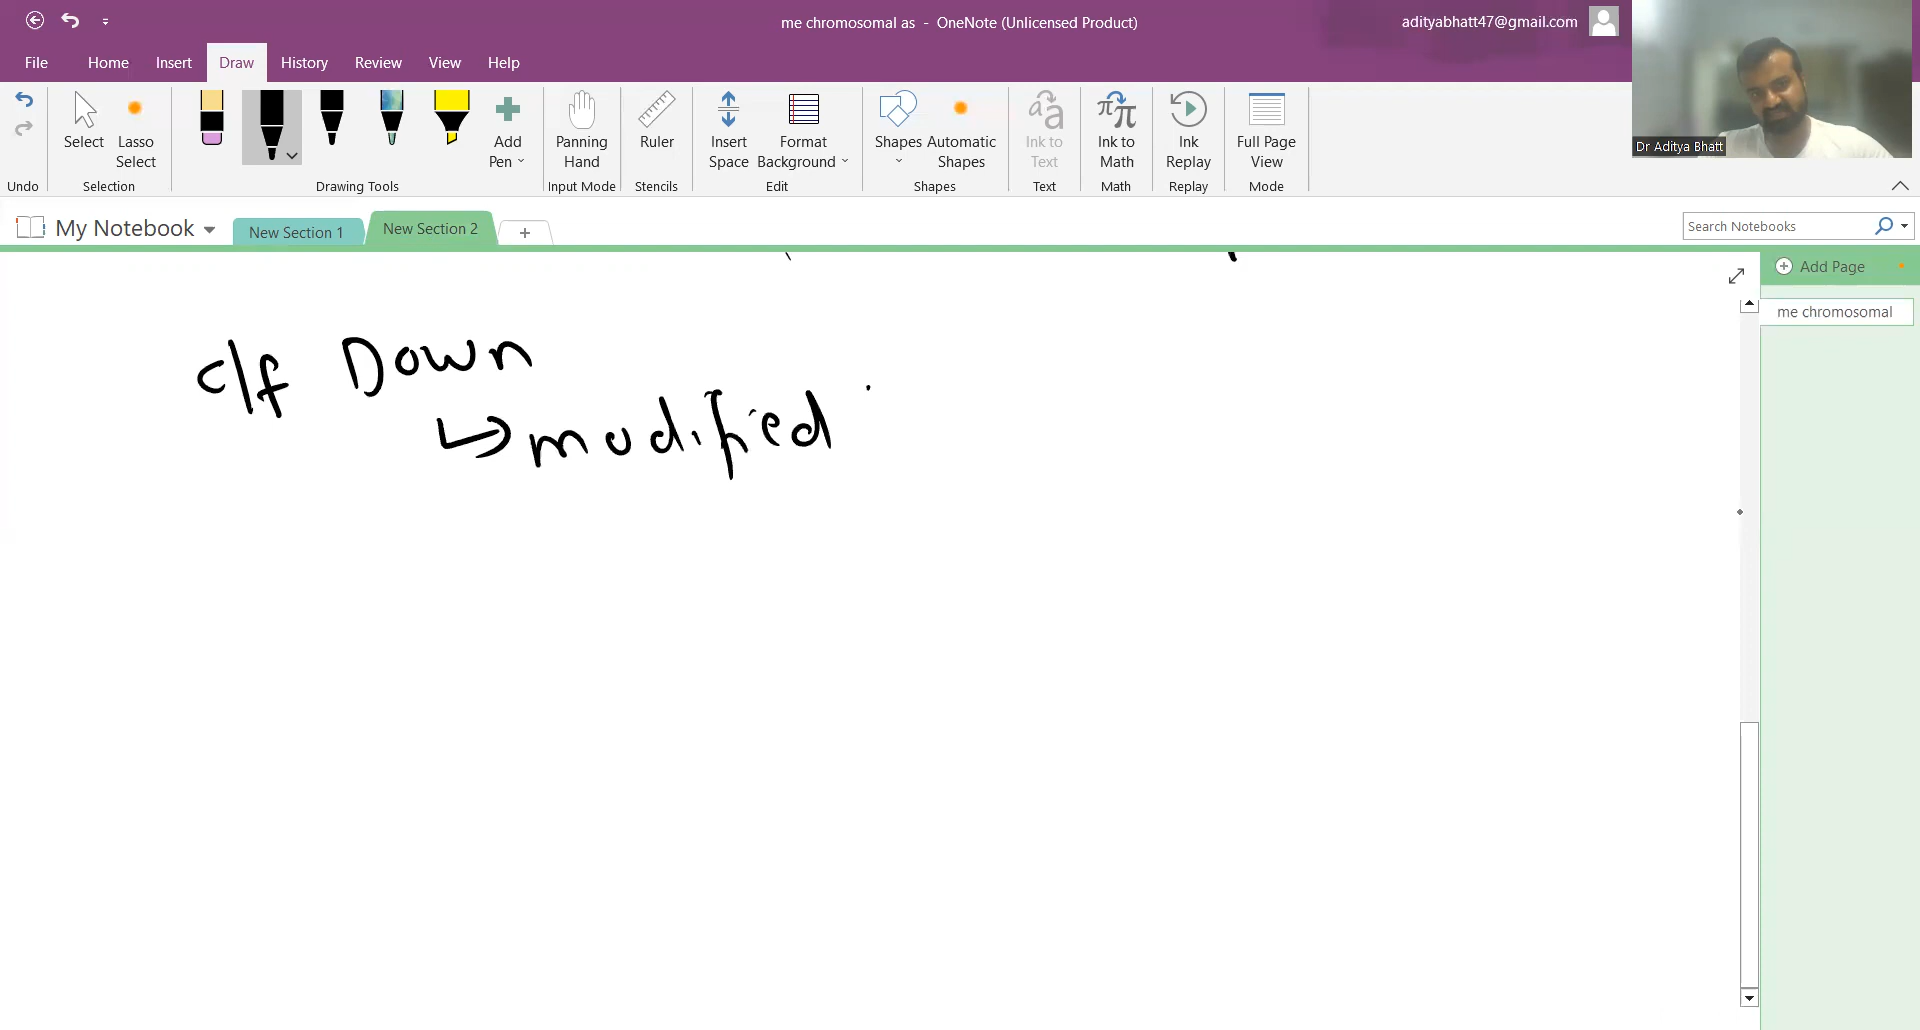 me chromosomal as - OneNote (Unlicensed Product)
adityabhatt47@gmail.com
File Home Insert Draw History Review View Help
Select
Lasso Select
Add Pen
Panning Hand
Ruler
Insert Space
Format Background
Shapes
Automatic Shapes
Ink to Text
Ink to Math
Ink Replay
Full Page View
Undo Selection Drawing Tools Input Mode Stencils Edit Shapes Text Math Replay Mode
Dr Aditya Bhatt
My Notebook New Section 1 New Section 2
Search Notebooks
Add Page
me chromosomal
c/f Down
modified